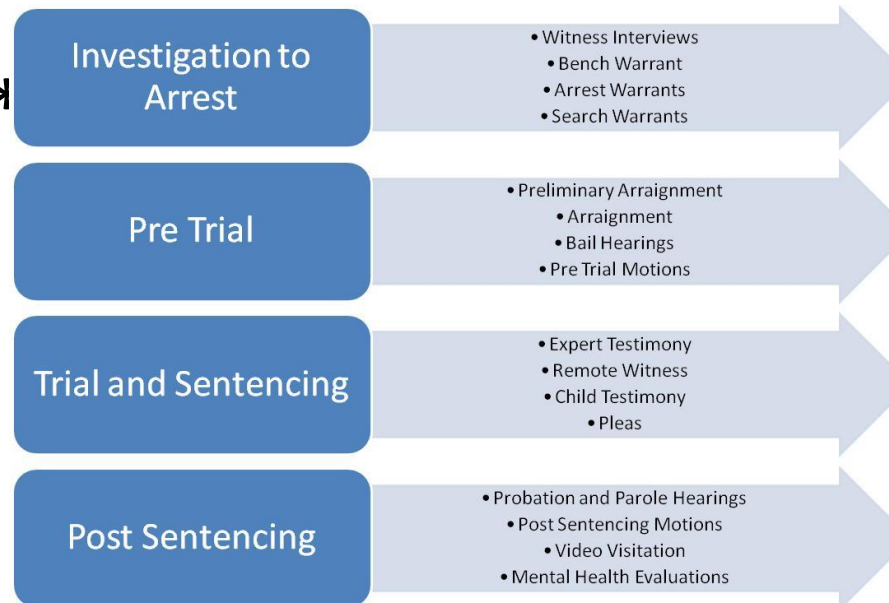 Investigation to
Arrest
• Witness Interviews
• Bench Warrant
• Arrest Warrants
• Search Warrants
Pre Trial
• Preliminary Arraignment
• Arraignment
• Bail Hearings
• Pre Trial Motions
Trial and Sentencing
• Expert Testimony
• Remote Witness
• Child Testimony
• Pleas
Post Sentencing
• Probation and Parole Hearings
• Post Sentencing Motions
• Video Visitation
• Mental Health Evaluations